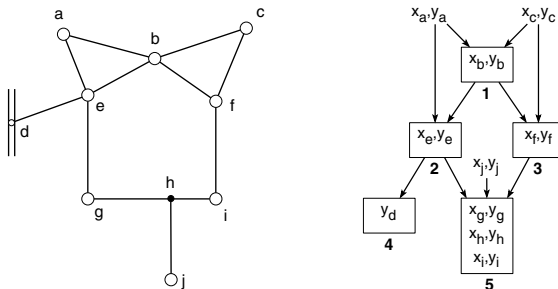 a
b
c
d
e
f
g
h
i
j
x_a,y_a
x_c,y_c
x_b,y_b
1
x_e,y_e
2
x_f,y_f
3
x_j,y_j
y_d
4
x_g,y_g
x_h,y_h
x_i,y_i
5